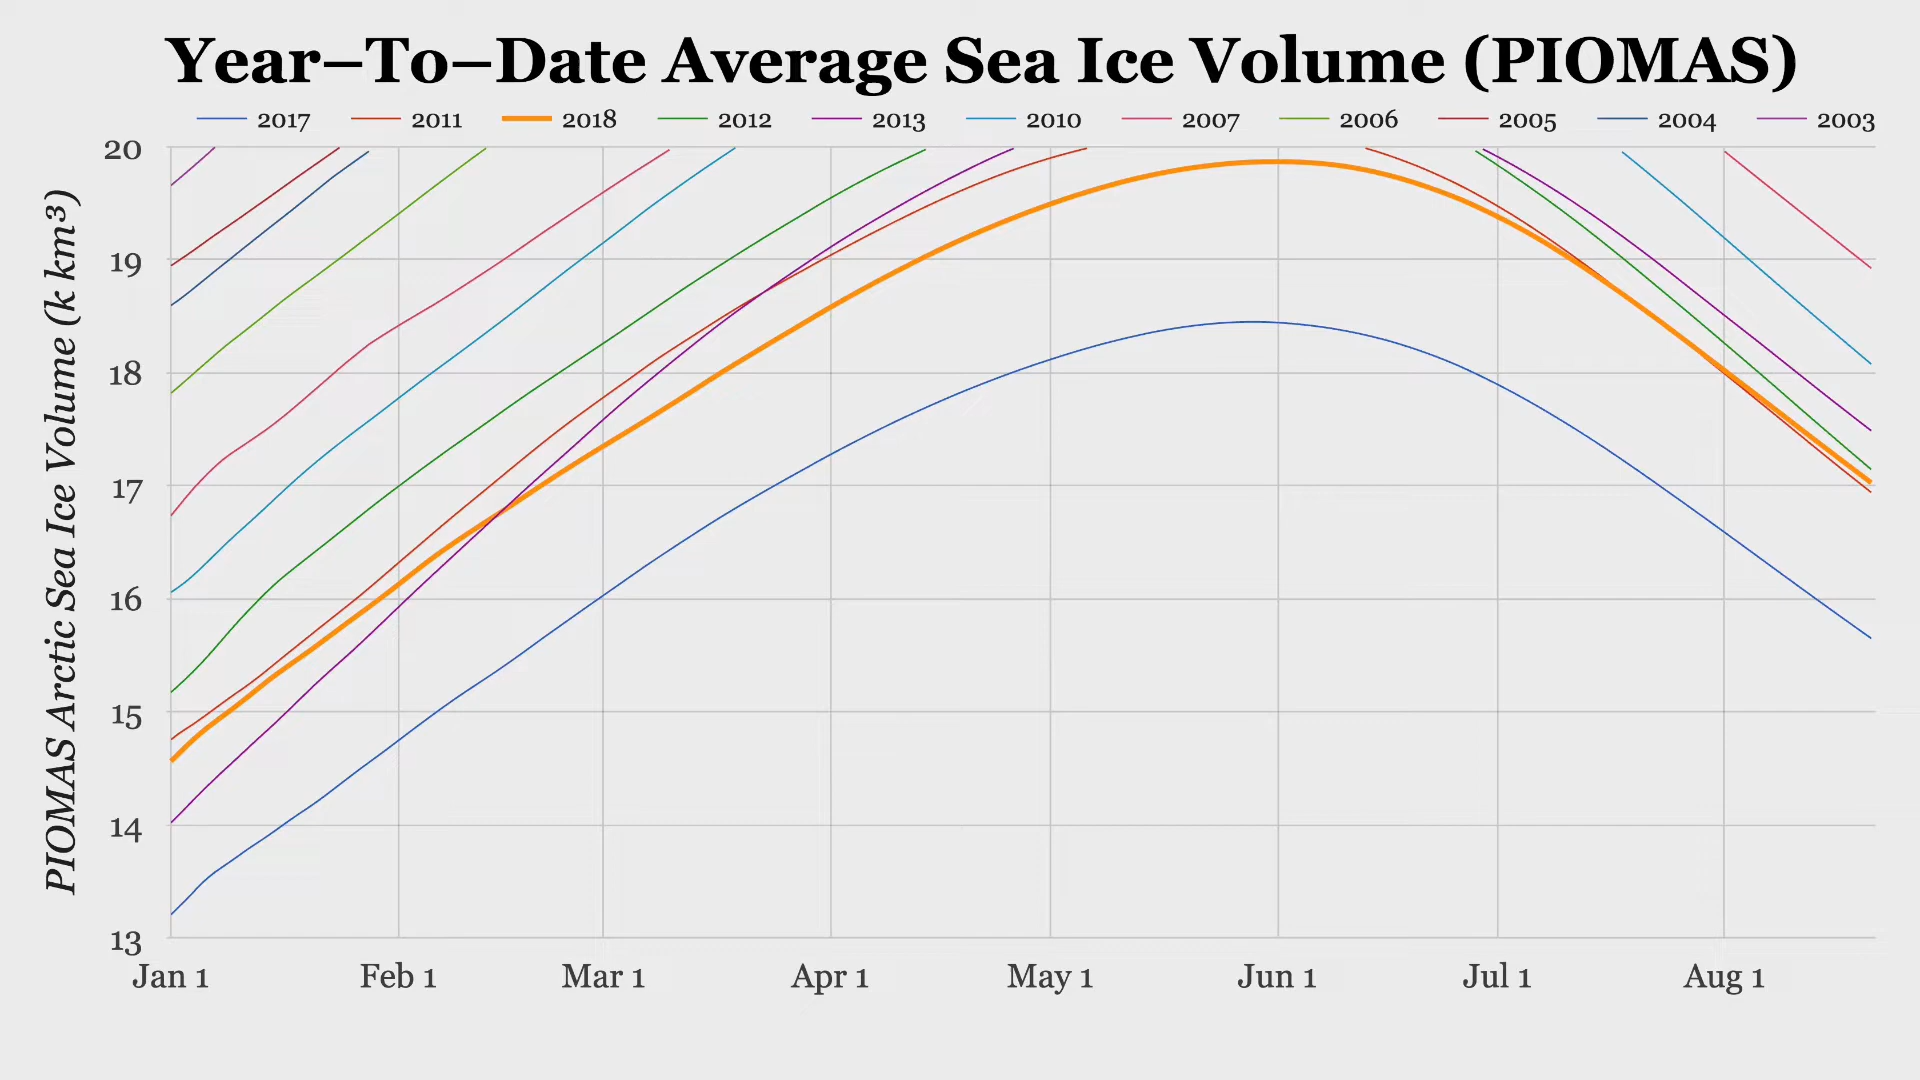 Year–To–Date Average Sea Ice Volume (PIOMAS)
2017 2011 2018 2012 2013 2010 2007 2006 2005 2004 2003
PIOMAS Arctic Sea Ice Volume (k km³)
20
19
18
17
16
15
14
13
Jan 1 Feb 1 Mar 1 Apr 1 May 1 Jun 1 Jul 1 Aug 1